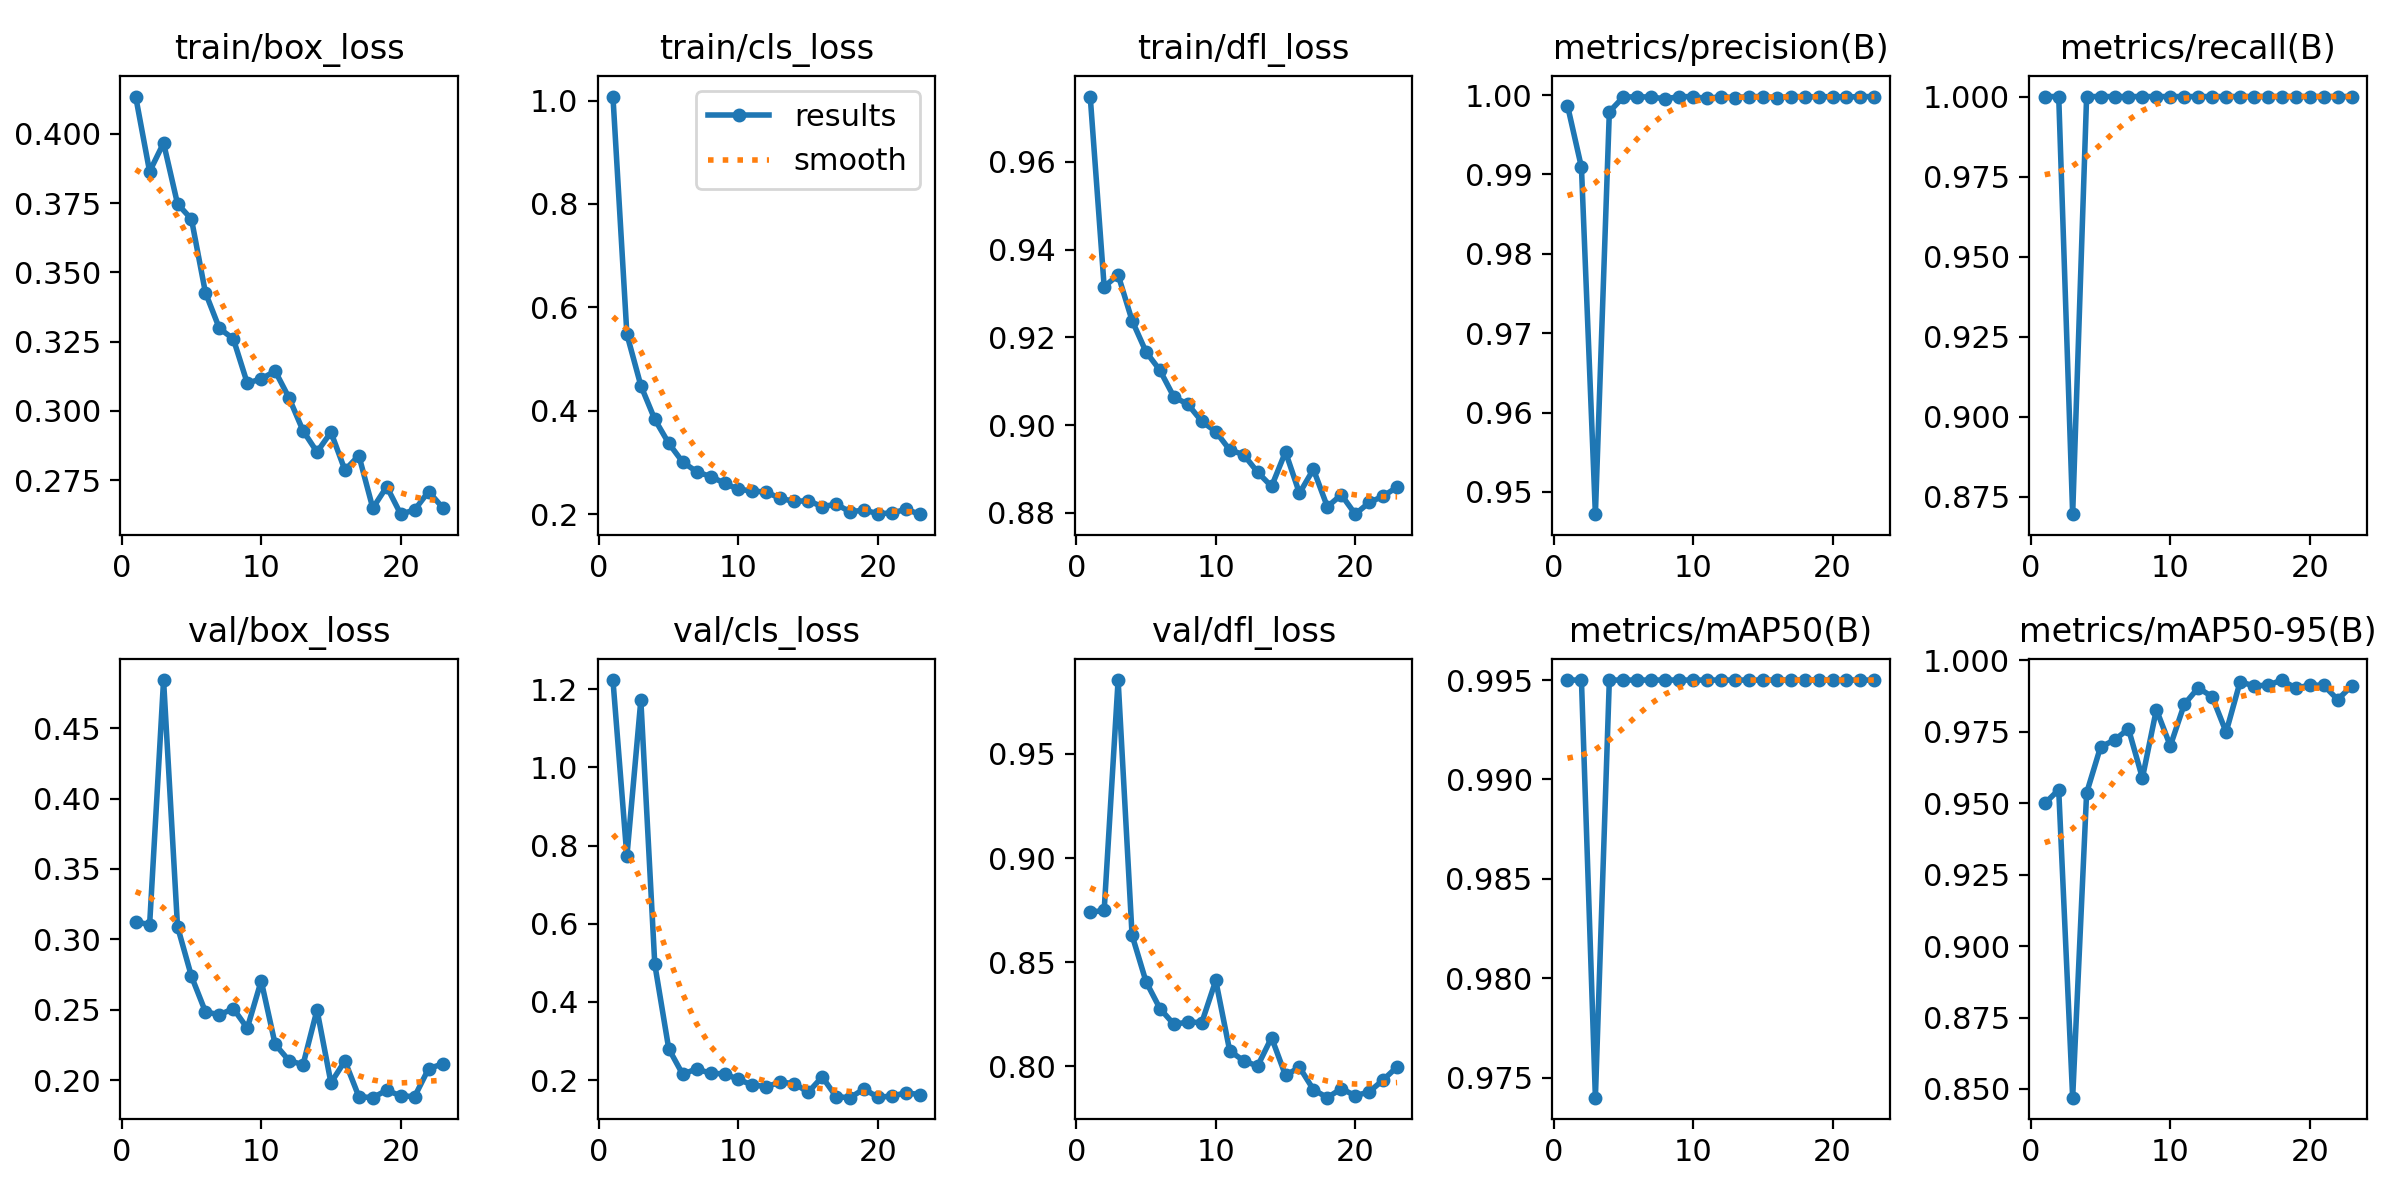 train/box_loss
train/cls_loss
train/dfl_loss
metrics/precision(B)
metrics/recall(B)
0.400
0.375
0.350
0.325
0.300
0.275
0 10 20
1.0
0.8
0.6
0.4
0.2
0 10 20
results
smooth
0.96
0.94
0.92
0.90
0.88
0 10 20
1.00
0.99
0.98
0.97
0.96
0.95
0 10 20
1.000
0.975
0.950
0.925
0.900
0.875
0 10 20
val/box_loss
val/cls_loss
val/dfl_loss
metrics/mAP50(B)
metrics/mAP50-95(B)
0.45
0.40
0.35
0.30
0.25
0.20
0 10 20
1.2
1.0
0.8
0.6
0.4
0.2
0 10 20
0.95
0.90
0.85
0.80
0 10 20
0.995
0.990
0.985
0.980
0.975
0 10 20
1.000
0.975
0.950
0.925
0.900
0.875
0.850
0 10 20